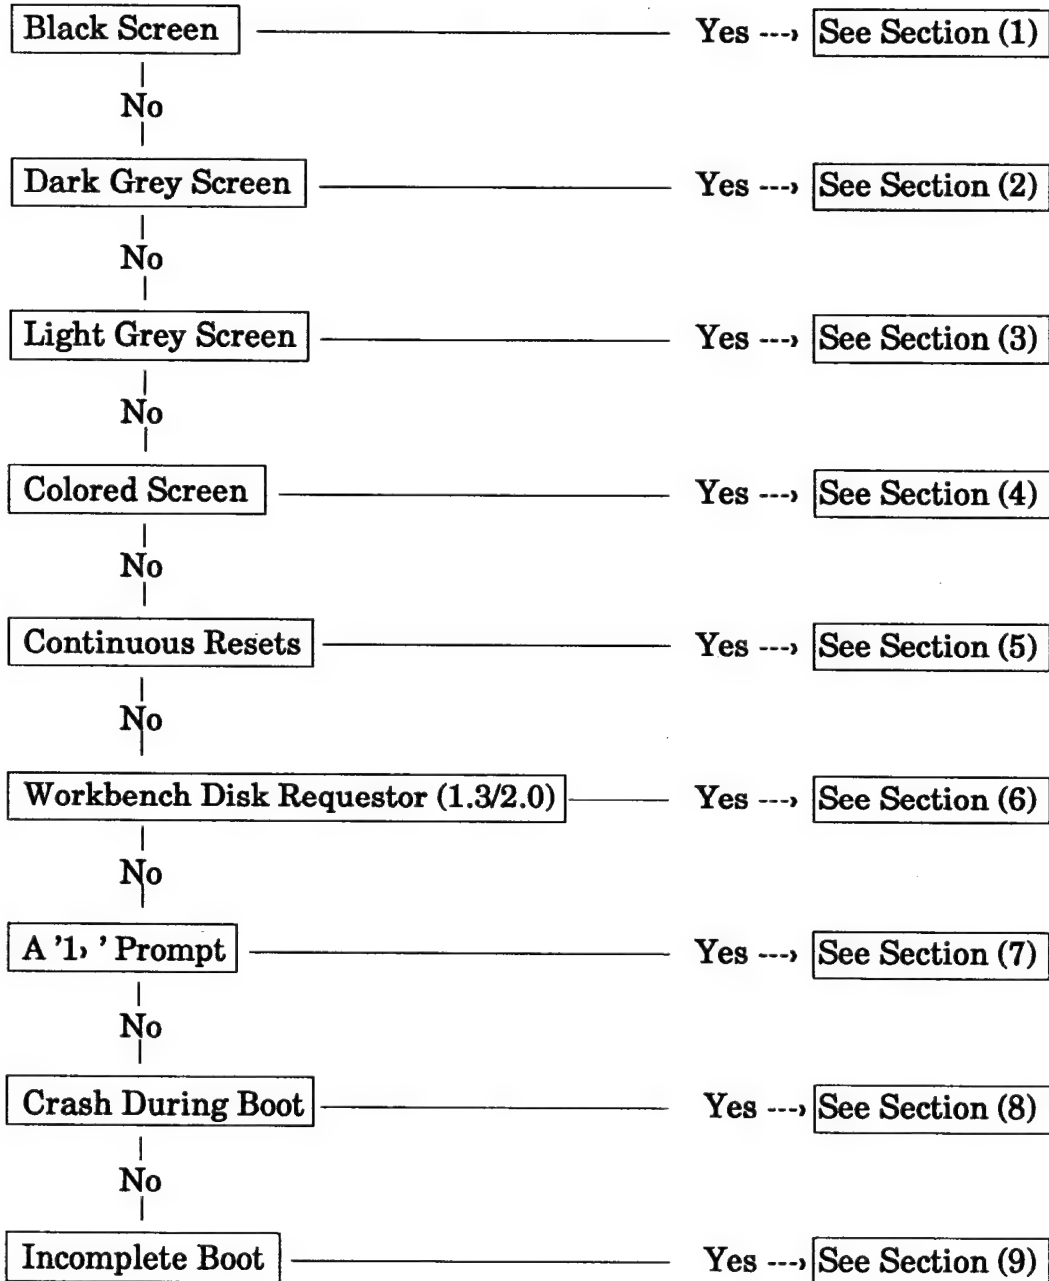 Black Screen Yes ---› See Section (1)
No
Dark Grey Screen Yes ---› See Section (2)
No
Light Grey Screen Yes ---› See Section (3)
No
Colored Screen Yes ---› See Section (4)
No
Continuous Resets Yes ---› See Section (5)
No
Workbench Disk Requestor (1.3/2.0) Yes ---› See Section (6)
No
A '1› ' Prompt Yes ---› See Section (7)
No
Crash During Boot Yes ---› See Section (8)
No
Incomplete Boot Yes ---› See Section (9)